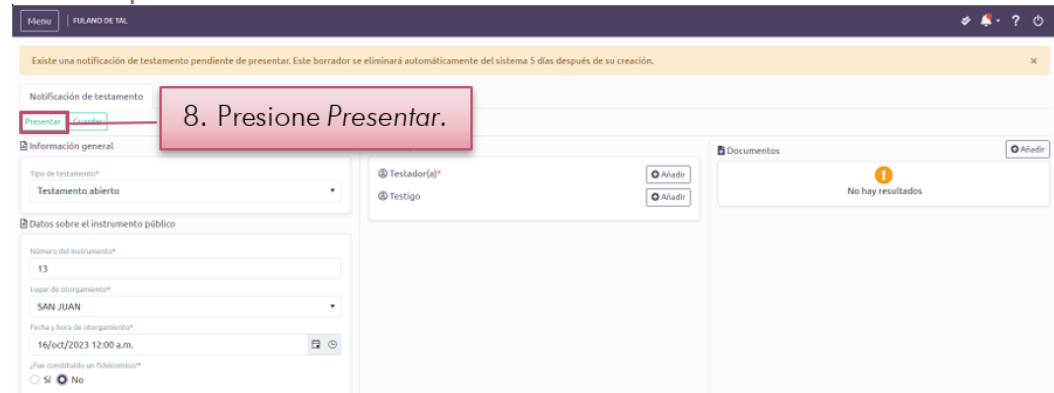 Menu | FULANO DE TAL
?
Existe una notificación de testamento pendiente de presentar. Este borrador se eliminará automáticamente del sistema 5 días después de su creación. ×
Notificación de testamento
8. Presione Presentar.
Presentar Guardar
Información general
Tipo de testamento*
Testamento abierto
Datos sobre el instrumento público
Número del instrumento*
13
Lugar de otorgamiento*
SAN JUAN
Fecha y hora de otorgamiento*
16/oct/2023 12:00 a.m.
¿Fue constituido un fideicomiso?*
Sí No
Testador(a)* Añadir
Testigo Añadir
Documentos Añadir
No hay resultados